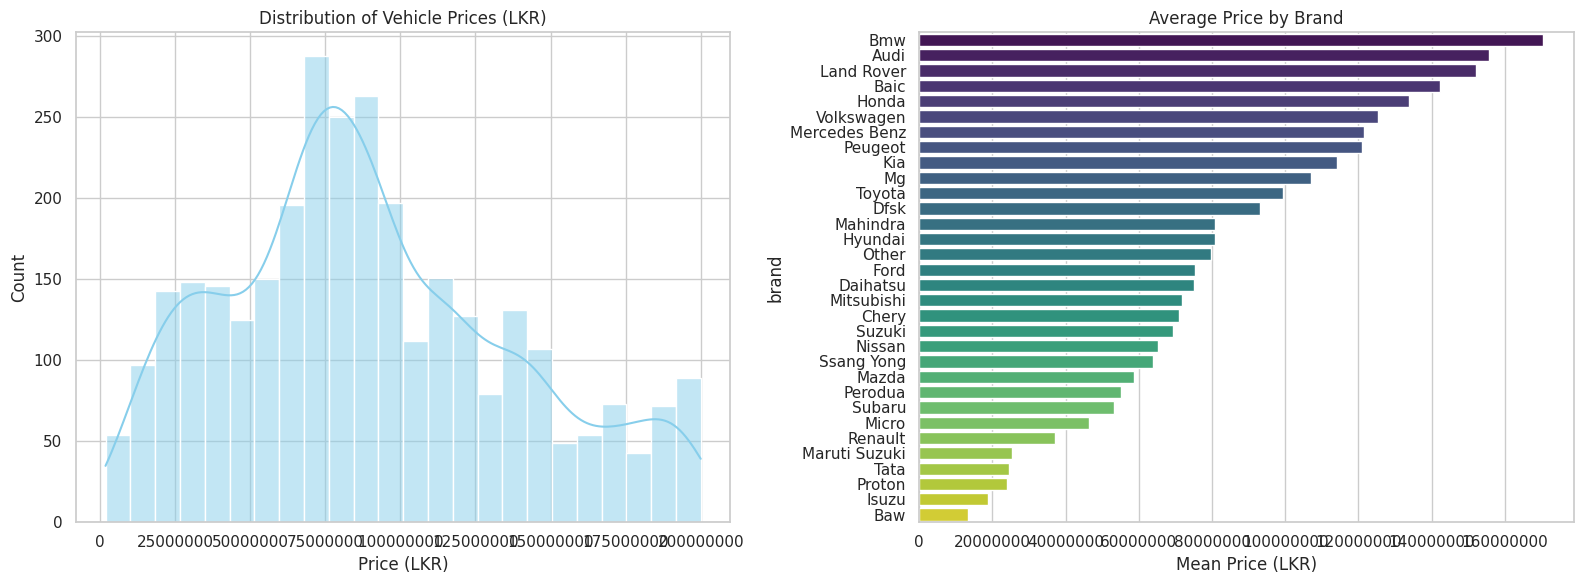 Distribution of Vehicle Prices (LKR)
300
250
200
150
100
50
0
Count
0 25000000 50000000 75000000 100000000 125000000 150000000 175000000 200000000
Price (LKR)
Average Price by Brand
Bmw
Audi
Land Rover
Baic
Honda
Volkswagen
Mercedes Benz
Peugeot
Kia
Mg
Toyota
Dfsk
Mahindra
Hyundai
Other
Ford
Daihatsu
Mitsubishi
Chery
Suzuki
Nissan
Ssang Yong
Mazda
Perodua
Subaru
Micro
Renault
Maruti Suzuki
Tata
Proton
Isuzu
Baw
brand
0 20000000 40000000 60000000 80000000 100000000 120000000 140000000 160000000
Mean Price (LKR)